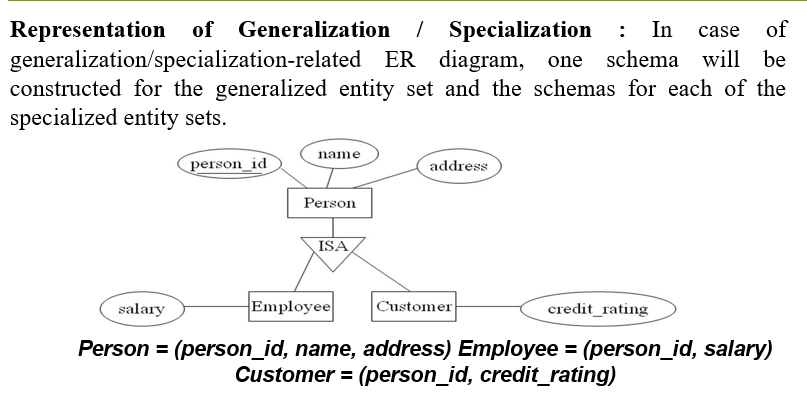 Representation of Generalization / Specialization : In case of
generalization/specialization-related ER diagram, one schema will be
constructed for the generalized entity set and the schemas for each of the
specialized entity sets.
name
person_id
address
Person
ISA
salary
Employee
Customer
credit_rating
Person = (person_id, name, address) Employee = (person_id, salary)
Customer = (person_id, credit_rating)